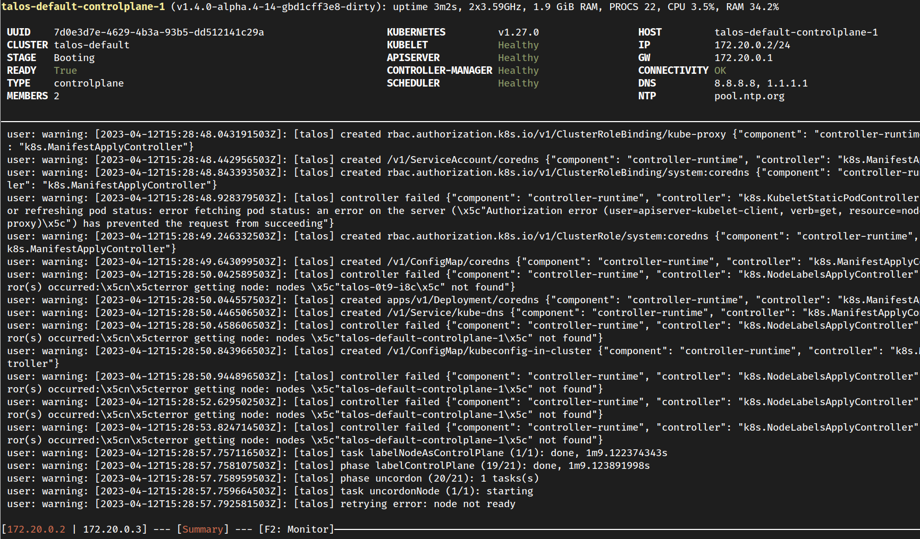 talos-default-controlplane-1 (v1.4.0-alpha.4-14-gbd1cff3e8-dirty): uptime 3m2s, 2x3.59GHz, 1.9 GiB RAM, PROCS 22, CPU 3.5%, RAM 34.2%
UUID 7d0e3d7e-4629-4b3a-93b5-dd512141c29a KUBERNETES v1.27.0 HOST talos-default-controlplane-1
CLUSTER talos-default KUBELET Healthy IP 172.20.0.2/24
STAGE Booting APISERVER Healthy GW 172.20.0.1
READY True CONTROLLER-MANAGER Healthy CONNECTIVITY OK
TYPE controlplane SCHEDULER Healthy DNS 8.8.8.8, 1.1.1.1
MEMBERS 2 NTP pool.ntp.org
user: warning: [2023-04-12T15:28:48.043191503Z]: [talos] created rbac.authorization.k8s.io/v1/ClusterRoleBinding/kube-proxy {"component": "controller-runtime
: "k8s.ManifestApplyController"}
user: warning: [2023-04-12T15:28:48.442956503Z]: [talos] created /v1/ServiceAccount/coredns {"component": "controller-runtime", "controller": "k8s.ManifestA
user: warning: [2023-04-12T15:28:48.843393503Z]: [talos] created rbac.authorization.k8s.io/v1/ClusterRoleBinding/system:coredns {"component": "controller-ru
ller": "k8s.ManifestApplyController"}
user: warning: [2023-04-12T15:28:48.928379503Z]: [talos] controller failed {"component": "controller-runtime", "controller": "k8s.KubeletStaticPodController
or refreshing pod status: error fetching pod status: an error on the server (\x5c"Authorization error (user=apiserver-kubelet-client, verb=get, resource=nod
proxy)\x5c") has prevented the request from succeeding"}
user: warning: [2023-04-12T15:28:49.246332503Z]: [talos] created rbac.authorization.k8s.io/v1/ClusterRole/system:coredns {"component": "controller-runtime",
k8s.ManifestApplyController"}
user: warning: [2023-04-12T15:28:49.643099503Z]: [talos] created /v1/ConfigMap/coredns {"component": "controller-runtime", "controller": "k8s.ManifestApplyC
user: warning: [2023-04-12T15:28:50.042589503Z]: [talos] controller failed {"component": "controller-runtime", "controller": "k8s.NodeLabelsApplyController"
ror(s) occurred:\x5cn\x5cterror getting node: nodes \x5c"talos-0t9-i8c\x5c" not found"}
user: warning: [2023-04-12T15:28:50.044557503Z]: [talos] created apps/v1/Deployment/coredns {"component": "controller-runtime", "controller": "k8s.ManifestA
user: warning: [2023-04-12T15:28:50.446506503Z]: [talos] created /v1/Service/kube-dns {"component": "controller-runtime", "controller": "k8s.ManifestApplyCo
user: warning: [2023-04-12T15:28:50.458606503Z]: [talos] controller failed {"component": "controller-runtime", "controller": "k8s.NodeLabelsApplyController"
ror(s) occurred:\x5cn\x5cterror getting node: nodes \x5c"talos-default-controlplane-1\x5c" not found"}
user: warning: [2023-04-12T15:28:50.843966503Z]: [talos] created /v1/ConfigMap/kubeconfig-in-cluster {"component": "controller-runtime", "controller": "k8s.
troller"}
user: warning: [2023-04-12T15:28:50.944896503Z]: [talos] controller failed {"component": "controller-runtime", "controller": "k8s.NodeLabelsApplyController"
ror(s) occurred:\x5cn\x5cterror getting node: nodes \x5c"talos-default-controlplane-1\x5c" not found"}
user: warning: [2023-04-12T15:28:52.629502503Z]: [talos] controller failed {"component": "controller-runtime", "controller": "k8s.NodeLabelsApplyController"
ror(s) occurred:\x5cn\x5cterror getting node: nodes \x5c"talos-default-controlplane-1\x5c" not found"}
user: warning: [2023-04-12T15:28:53.824714503Z]: [talos] controller failed {"component": "controller-runtime", "controller": "k8s.NodeLabelsApplyController"
ror(s) occurred:\x5cn\x5cterror getting node: nodes \x5c"talos-default-controlplane-1\x5c" not found"}
user: warning: [2023-04-12T15:28:57.757116503Z]: [talos] task labelNodeAsControlPlane (1/1): done, 1m9.122374343s
user: warning: [2023-04-12T15:28:57.758107503Z]: [talos] phase labelControlPlane (19/21): done, 1m9.123891998s
user: warning: [2023-04-12T15:28:57.758959503Z]: [talos] phase uncordon (20/21): 1 tasks(s)
user: warning: [2023-04-12T15:28:57.759664503Z]: [talos] task uncordonNode (1/1): starting
user: warning: [2023-04-12T15:28:57.792581503Z]: [talos] retrying error: node not ready
[172.20.0.2 | 172.20.0.3] --- [Summary] --- [F2: Monitor]